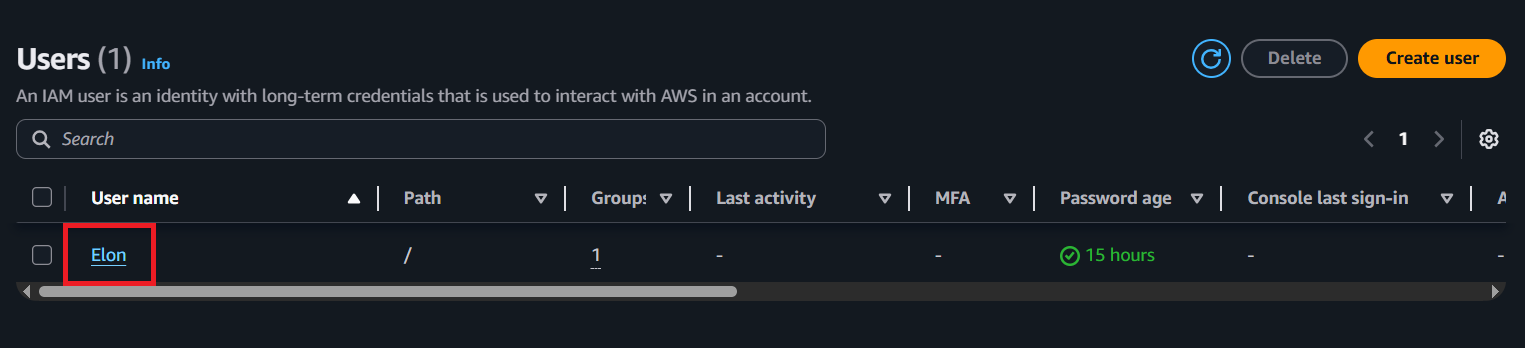 Users (1) Info
Delete
Create user
An IAM user is an identity with long-term credentials that is used to interact with AWS in an account.
Search
1
User name Path Groups Last activity MFA Password age Console last sign-in A
Elon / 1 - - 15 hours - -